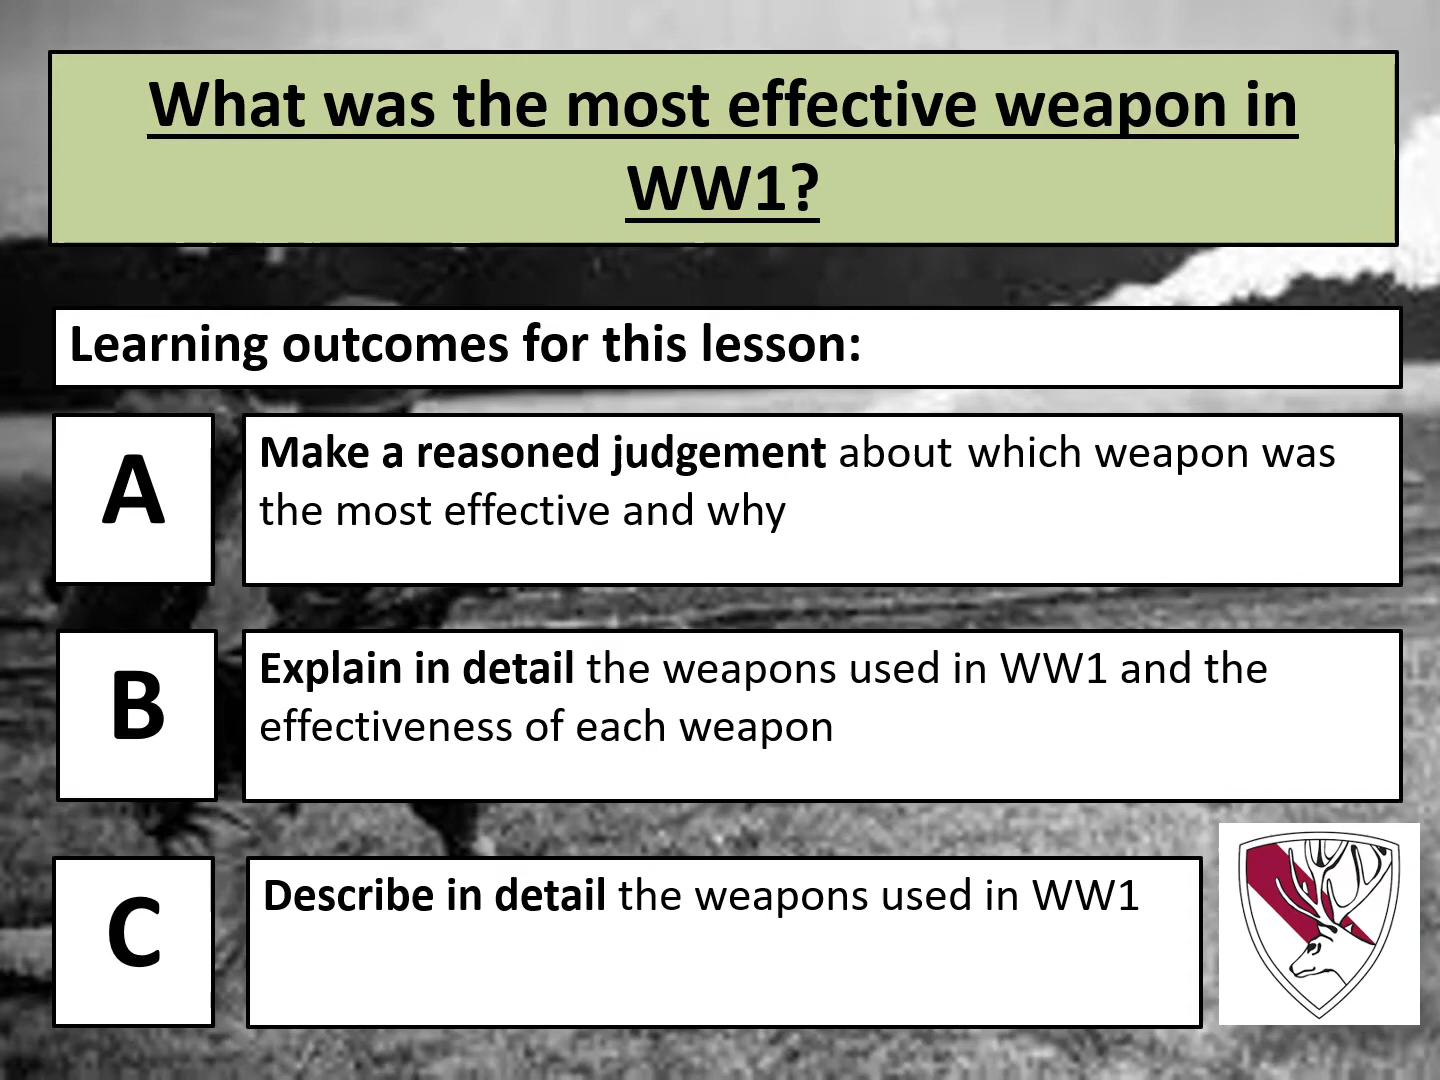 What was the most effective weapon in
WW1?
Learning outcomes for this lesson:
A
Make a reasoned judgement about which weapon was
the most effective and why
B
Explain in detail the weapons used in WW1 and the
effectiveness of each weapon
C
Describe in detail the weapons used in WW1